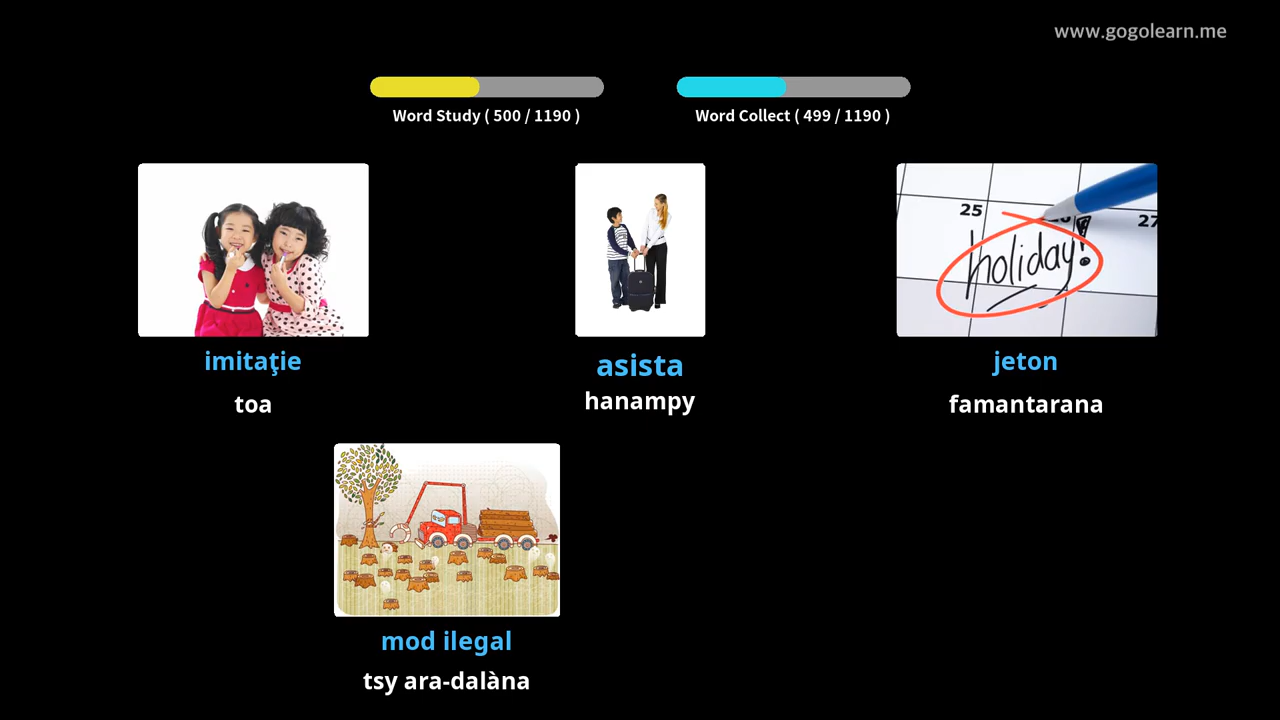 www.gogolearn.me
Word Study ( 500 / 1190 )
Word Collect ( 499 / 1190 )
25
27
holiday!
imitaţie
asista
jeton
toa
hanampy
famantarana
mod ilegal
tsy ara-dalàna